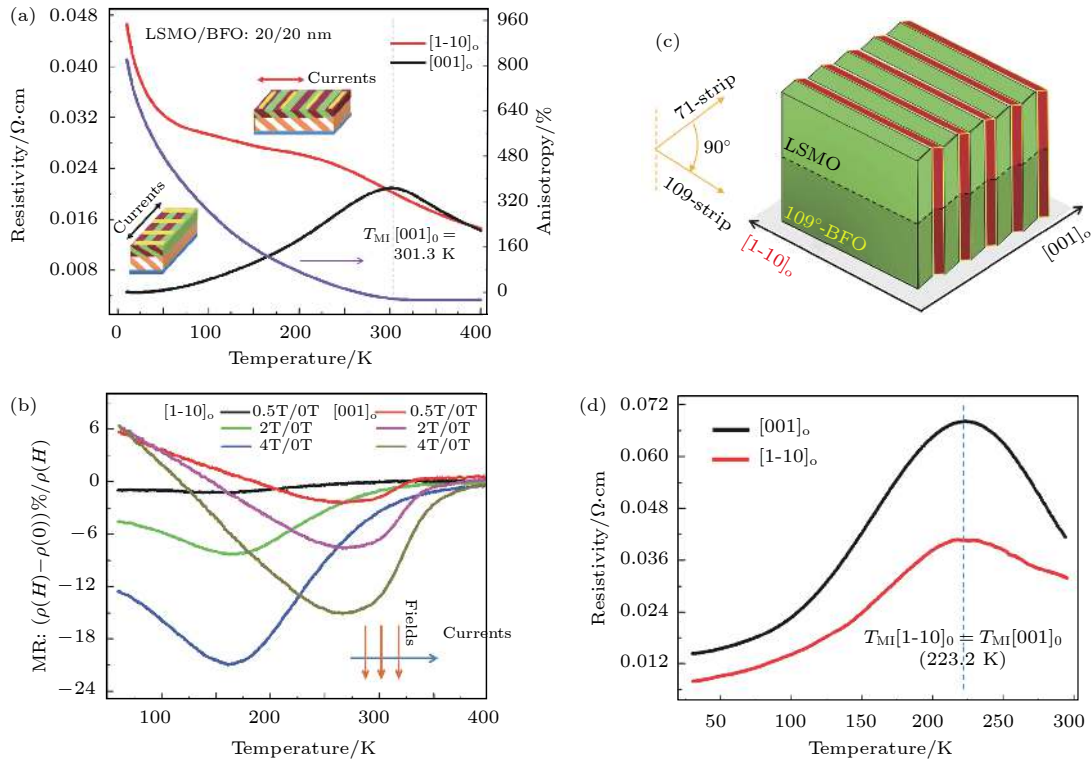 (a)
0.048
0.040
0.032
0.024
0.016
0.008
Resistivity/Ω·cm
LSMO/BFO: 20/20 nm
[1-10]o
[001]o
Currents
Currents
TMI [001]0 =
301.3 K
960
800
640
480
360
160
0
Anisotropy/%
0 100 200 300 400
Temperature/K
(b)
[1-10]o 0.5T/0T [001]o 0.5T/0T
2T/0T 2T/0T
4T/0T 4T/0T
6
0
−6
−12
−18
−24
MR: (ρ(H)−ρ(0))%/ρ(H)
Fields
Currents
100 200 300 400
Temperature/K
(c)
71-strip
90°
109-strip
LSMO
109°-BFO
[1-10]o
[001]o
(d)
0.072
0.060
0.048
0.036
0.024
0.012
Resistivity/Ω·cm
[001]o
[1-10]o
TMI[1-10]0 = TMI[001]0
(223.2 K)
50 100 150 200 250 300
Temperature/K